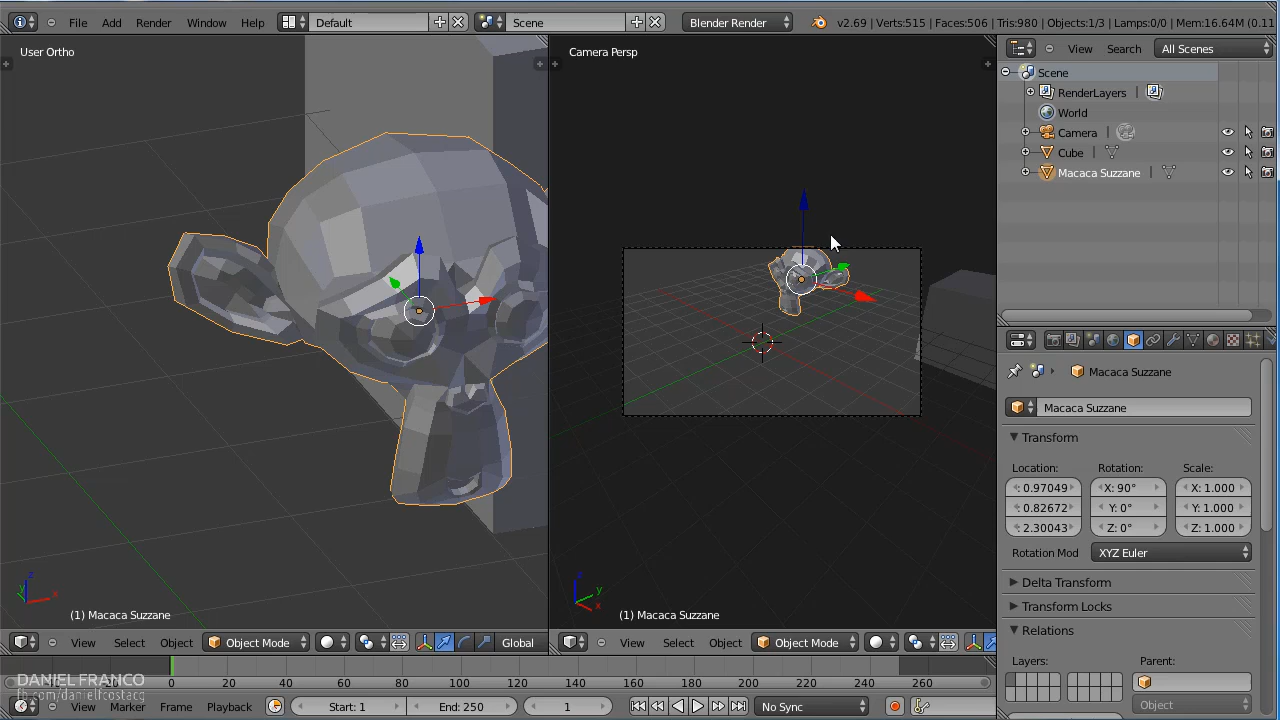 File Add Render Window Help Default Scene Blender Render v2.69 | Verts:515 | Faces:506 | Tris:980 | Objects:1/3 | Lamps:0/0 | Mem:16.64M (0.11
User Ortho
Camera Persp
View Search All Scenes
Scene
RenderLayers |
World
Camera |
Cube |
Macaca Suzzane |
Macaca Suzzane
Macaca Suzzane
Transform
Location: Rotation: Scale:
: 0.97049 X: 90° X: 1.000
: 0.82672 Y: 0° Y: 1.000
: 2.30043 Z: 0° Z: 1.000
Rotation Mod XYZ Euler
Delta Transform
Transform Locks
Relations
Layers: Parent:
Object
z
y
x
(1) Macaca Suzzane
z
y
x
(1) Macaca Suzzane
View Select Object Object Mode Global
View Select Object Object Mode
0 20 40 60 80 100 120 140 160 180 200 220 240 260
DANIEL FRANCO
fb.com/danielfcostacg
View Marker Frame Playback Start: 1 End: 250 1 No Sync